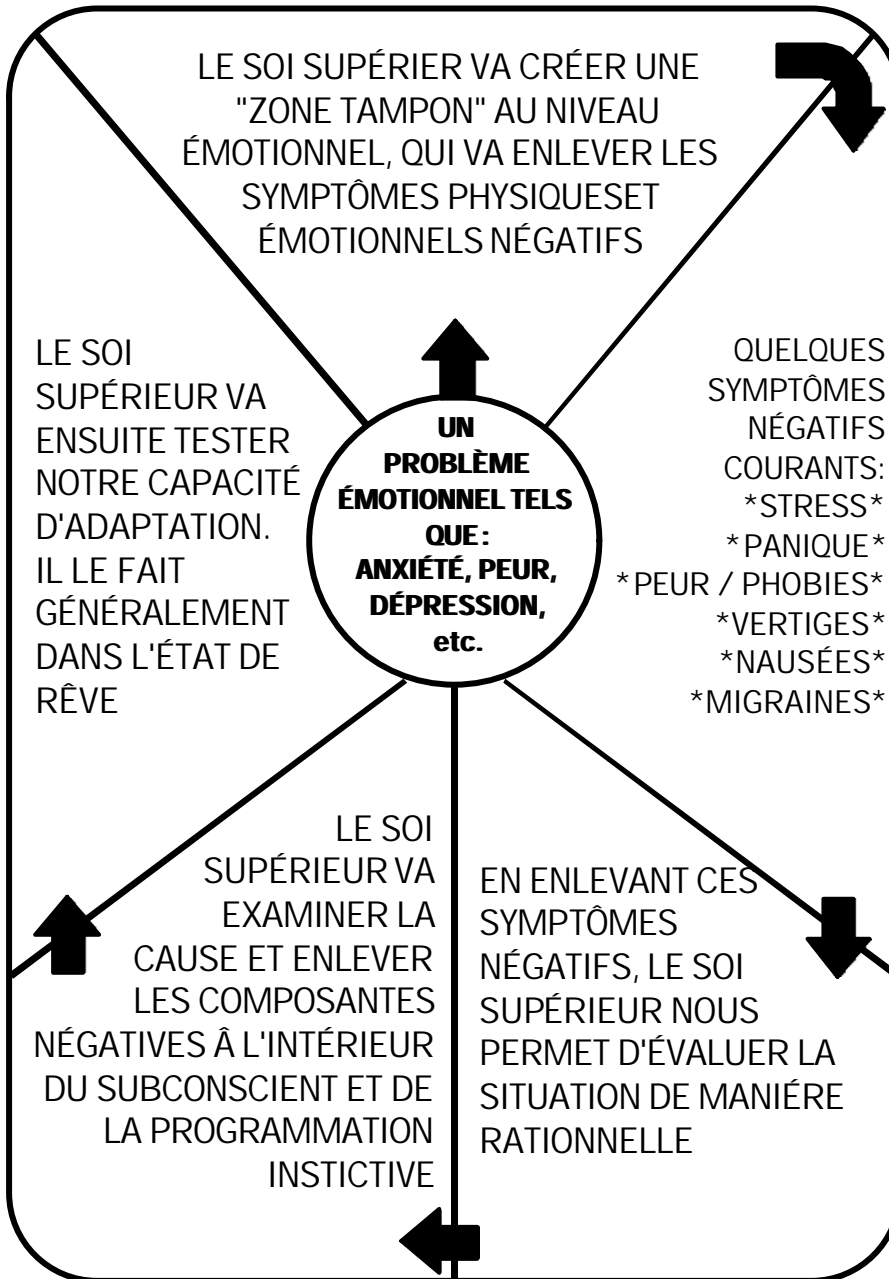 LE SOI SUPÉRIER VA CRÉER UNE
"ZONE TAMPON" AU NIVEAU
ÉMOTIONNEL, QUI VA ENLEVER LES
SYMPTÔMES PHYSIQUESET
ÉMOTIONNELS NÉGATIFS
QUELQUES
SYMPTÔMES
NÉGATIFS
COURANTS:
*STRESS*
*PANIQUE*
*PEUR / PHOBIES*
*VERTIGES*
*NAUSÉES*
*MIGRAINES*
EN ENLEVANT CES
SYMPTÔMES
NÉGATIFS, LE SOI
SUPÉRIEUR NOUS
PERMET D'ÉVALUER LA
SITUATION DE MANIÉRE
RATIONNELLE
LE SOI
SUPÉRIEUR VA
EXAMINER LA
CAUSE ET ENLEVER
LES COMPOSANTES
NÉGATIVES Â L'INTÉRIEUR
DU SUBCONSCIENT ET DE
LA PROGRAMMATION
INSTICTIVE
LE SOI
SUPÉRIEUR VA
ENSUITE TESTER
NOTRE CAPACITÉ
D'ADAPTATION.
IL LE FAIT
GÉNÉRALEMENT
DANS L'ÉTAT DE
RÊVE
UN
PROBLÈME
ÉMOTIONNEL TELS
QUE:
ANXIÉTÉ, PEUR,
DÉPRESSION,
etc.